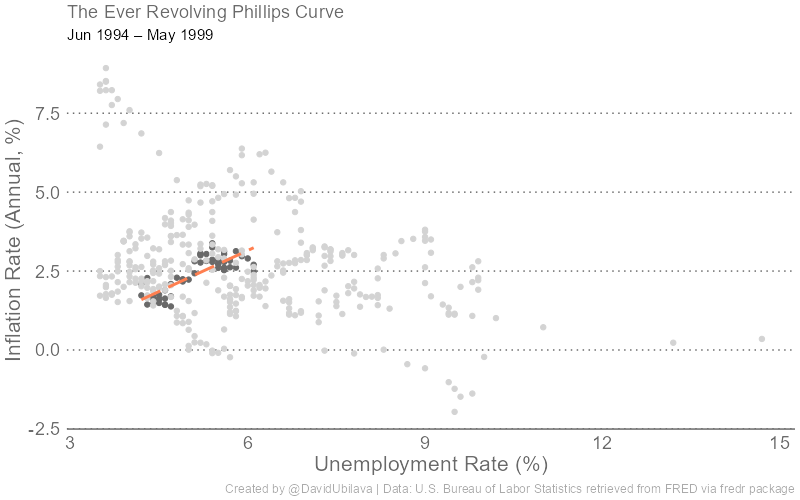 The Ever Revolving Phillips Curve
Jun 1994 – May 1999
Inflation Rate (Annual, %)
7.5
5.0
2.5
0.0
-2.5
3 6 9 12 15
Unemployment Rate (%)
Created by @DavidUbilava | Data: U.S. Bureau of Labor Statistics retrieved from FRED via fredr package